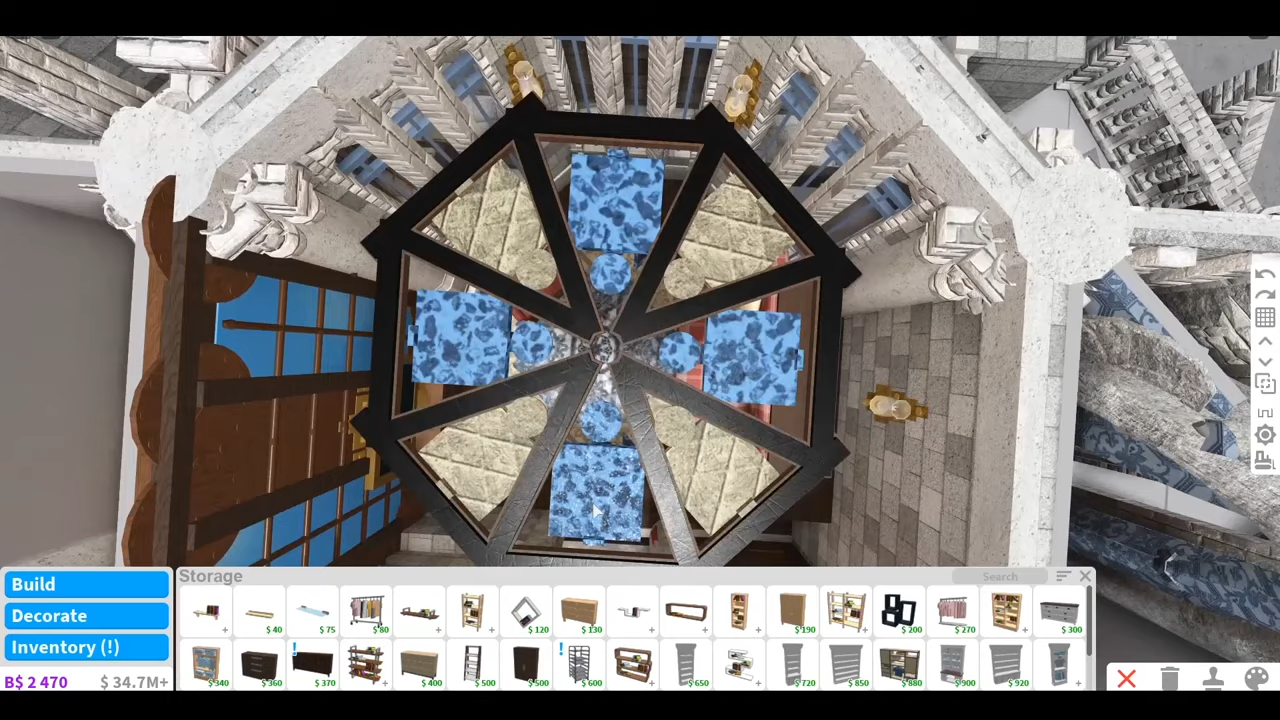 Build
Decorate
Inventory (!)
B$ 2 470 $ 34.7M+
Storage
Search
+ $ 40 $ 75 $ 80 + + $ 120 $ 130 + + + $ 190 + $ 200 $ 270 + $ 300
$ 340 $ 360 ! $ 370 + $ 400 $ 500 $ 500 ! $ 600 + $ 650 + $ 720 $ 850 $ 880 $ 900 $ 920 +